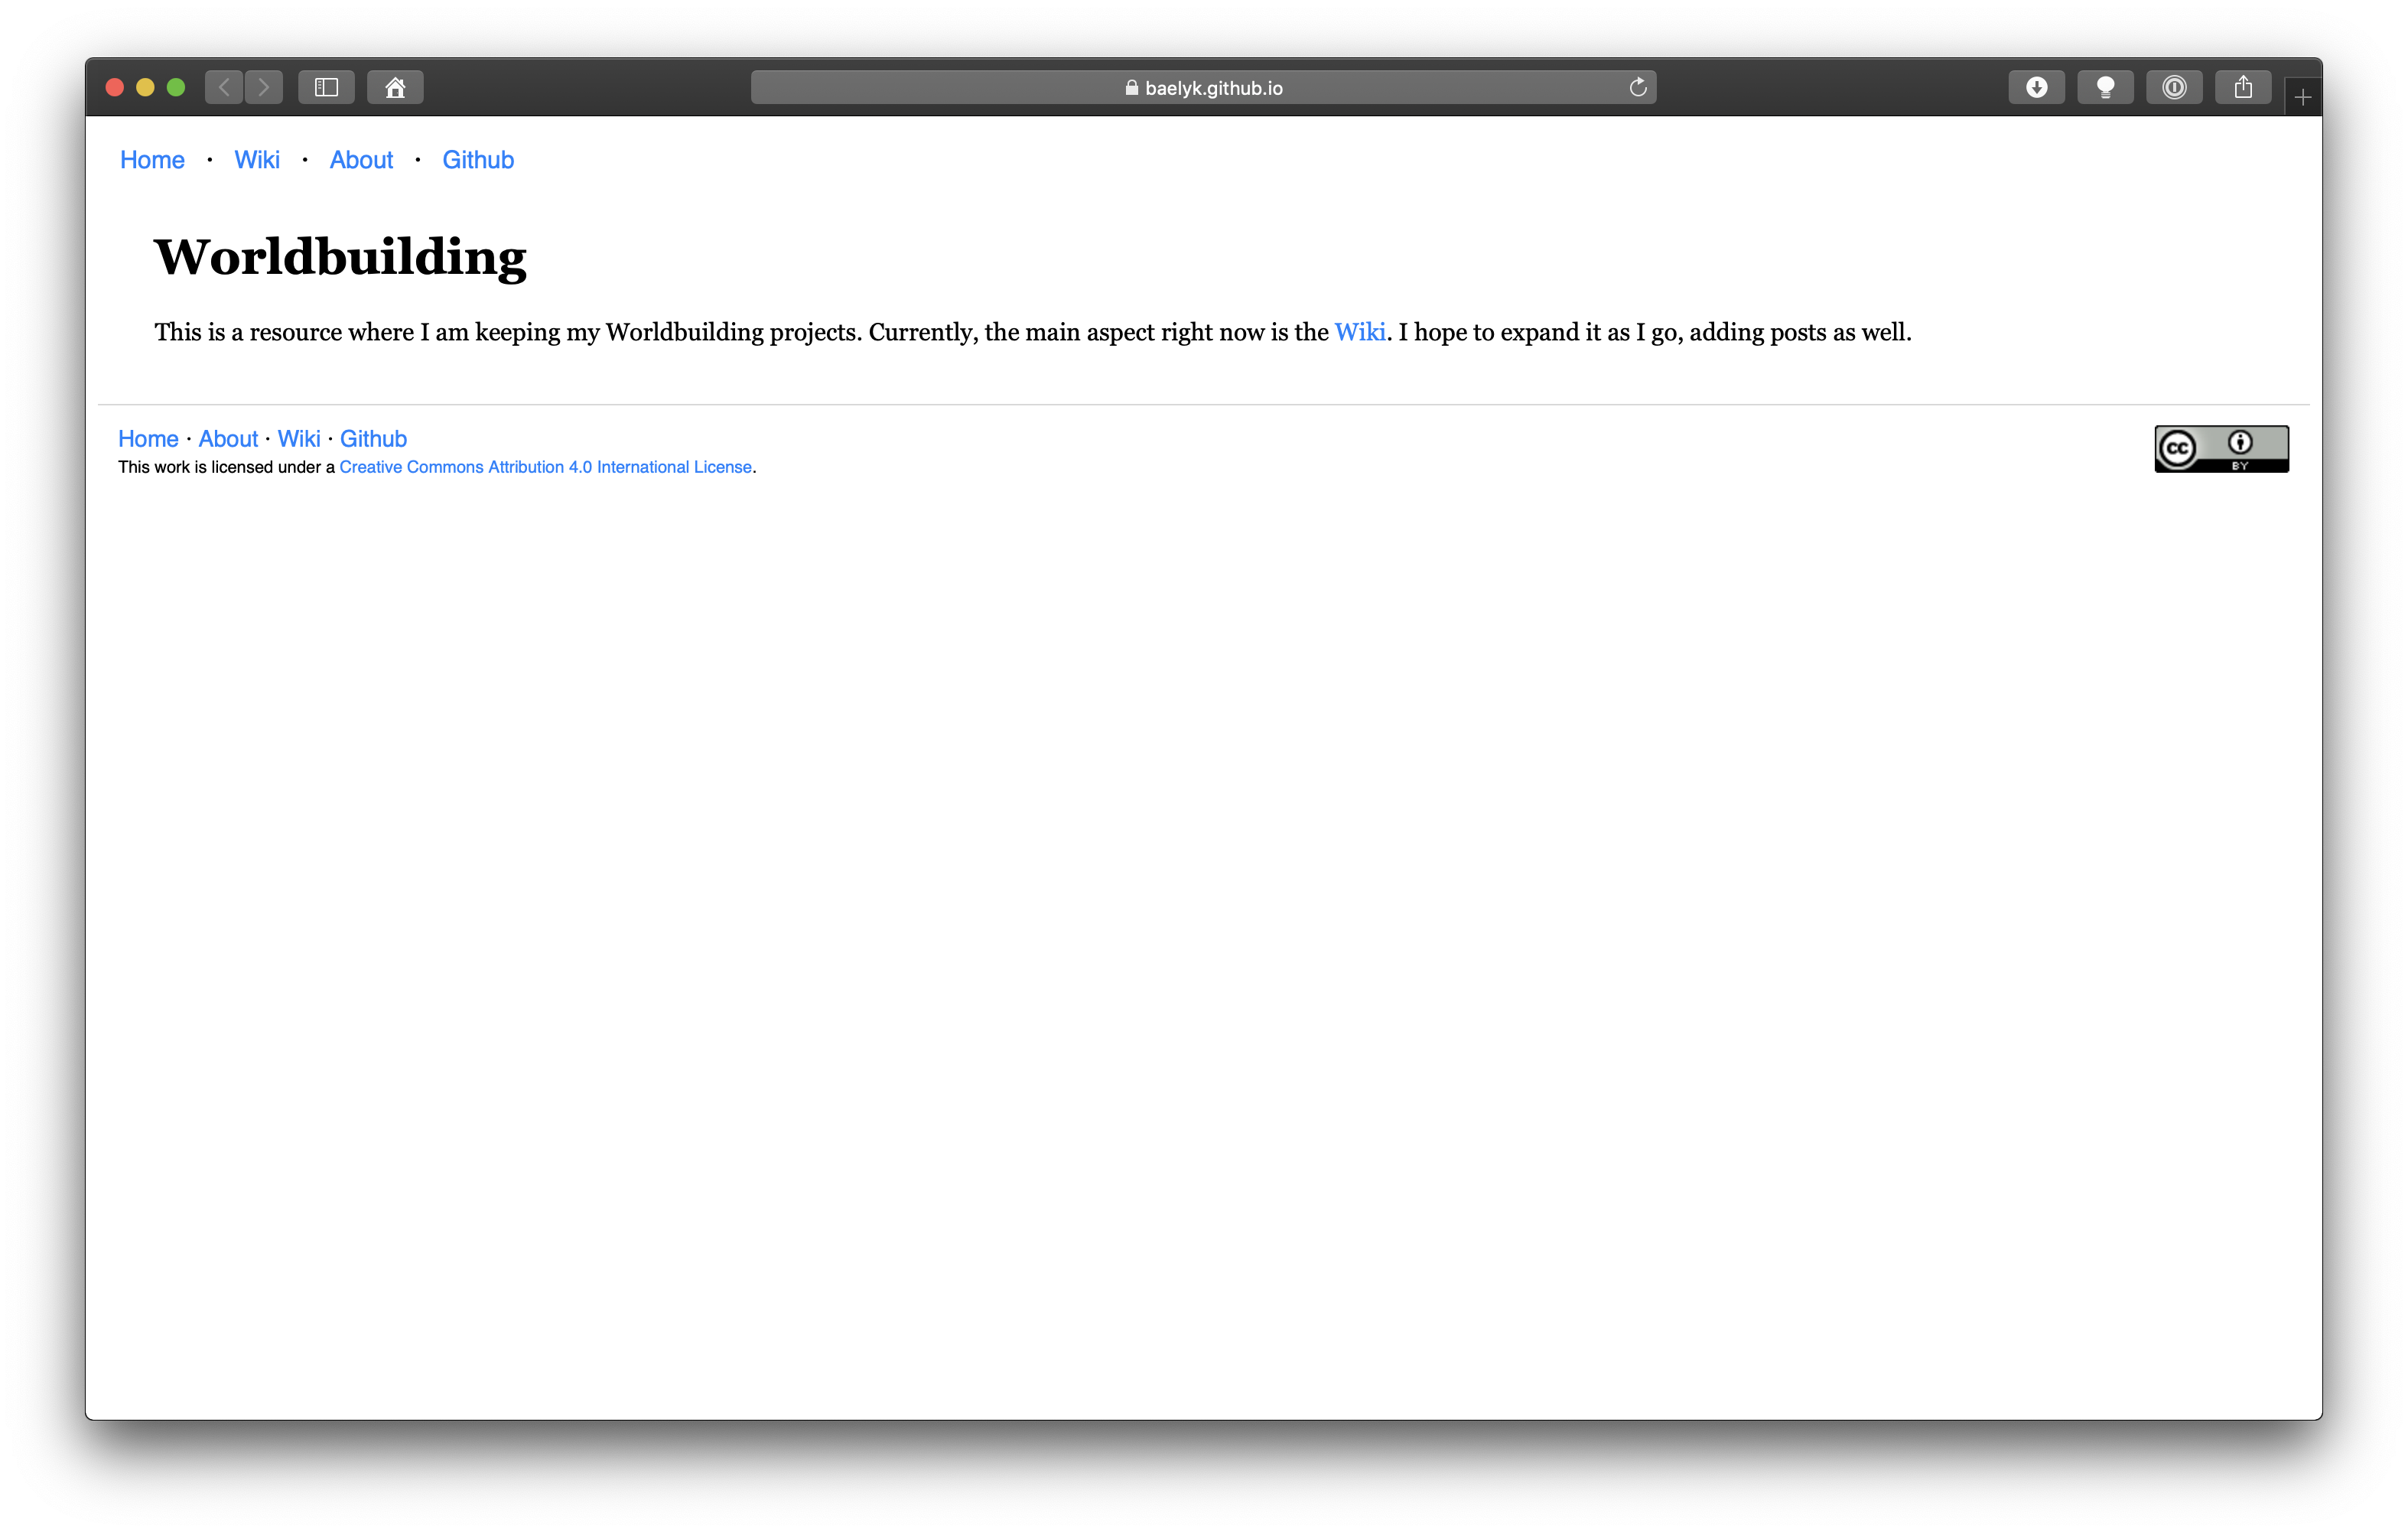 baelyk.github.io
Home · Wiki · About · Github
Worldbuilding
This is a resource where I am keeping my Worldbuilding projects. Currently, the main aspect right now is the Wiki. I hope to expand it as I go, adding posts as well.
Home · About · Wiki · Github
This work is licensed under a Creative Commons Attribution 4.0 International License.
cc BY